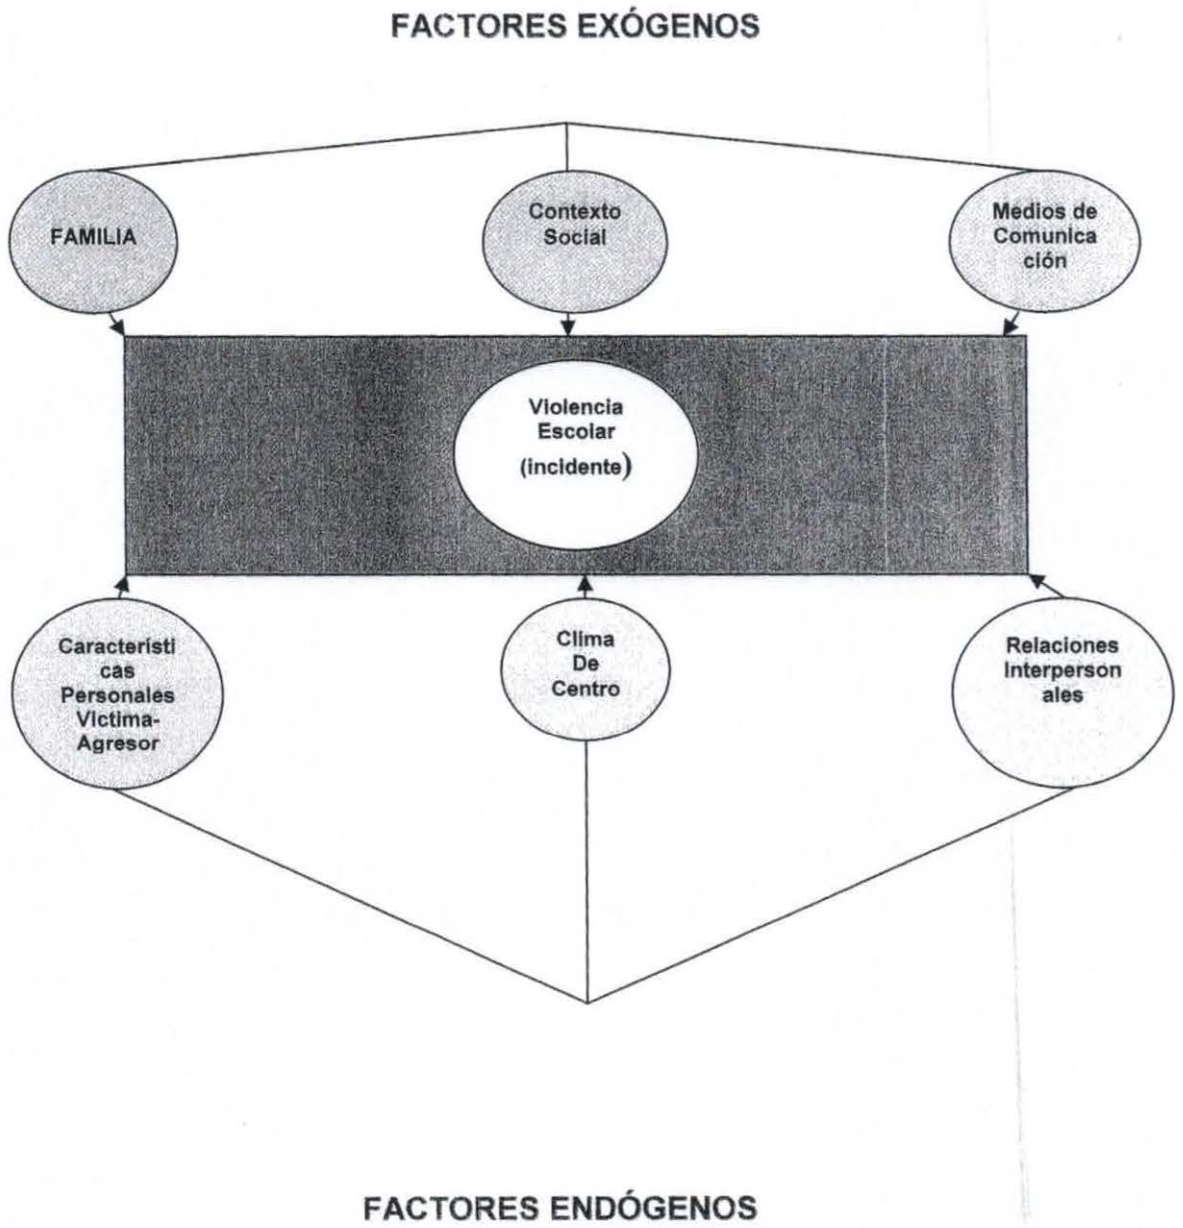 FACTORES EXÓGENOS
FAMILIA
Contexto
Social
Medios de
Comunica
ción
Violencia
Escolar
(incidente)
Característi
cas
Personales
Victima-
Agresor
Clima
De
Centro
Relaciones
Interperson
ales
FACTORES ENDÓGENOS